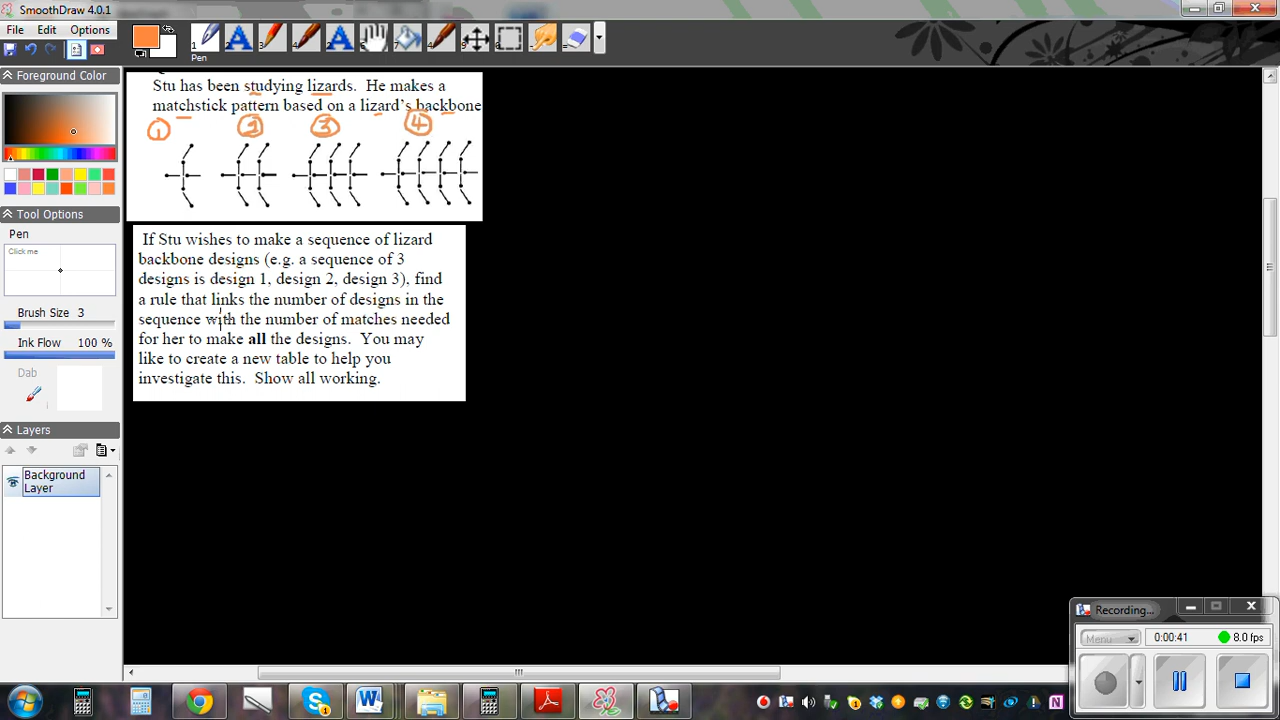 SmoothDraw 4.0.1
File Edit Options
Pen
Foreground Color
Tool Options
Pen
Click me
Brush Size 3
Ink Flow 100 %
Dab
Layers
Background
Layer
Stu has been studying lizards. He makes a
matchstick pattern based on a lizard's backbone
1 2 3 4
If Stu wishes to make a sequence of lizard
backbone designs (e.g. a sequence of 3
designs is design 1, design 2, design 3), find
a rule that links the number of designs in the
sequence with the number of matches needed
for her to make all the designs. You may
like to create a new table to help you
investigate this. Show all working.
Recording...
Menu 0:00:41 8.0 fps